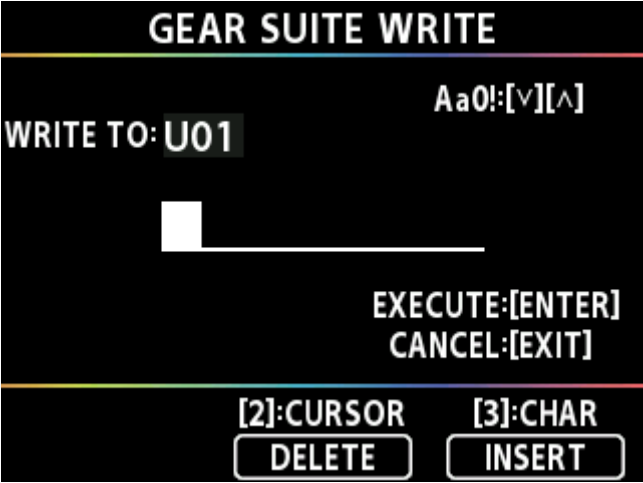 GEAR SUITE WRITE
Aa0!:[∨][∧]
WRITE TO: U01
EXECUTE:[ENTER]
CANCEL:[EXIT]
[2]:CURSOR [3]:CHAR
DELETE INSERT